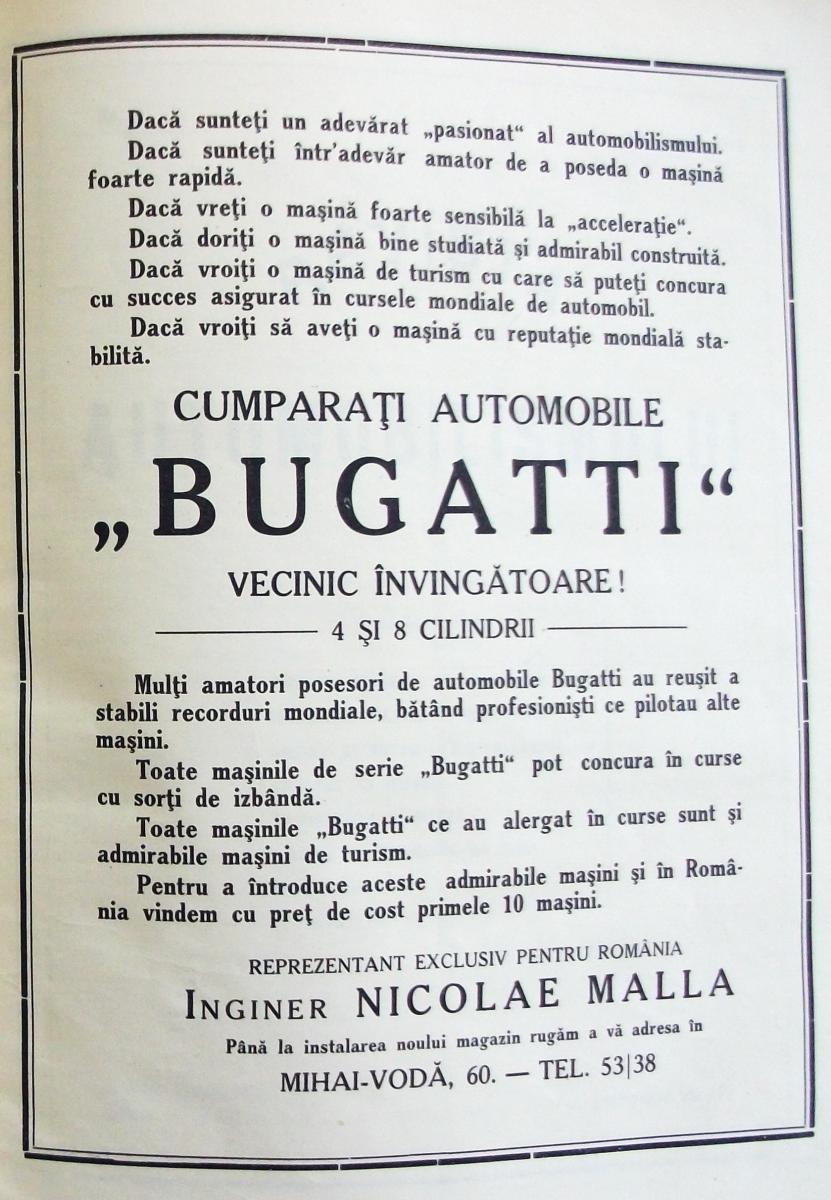 Dacă sunteţi un adevărat „pasionat“ al automobilismului.
Dacă sunteţi într'adevăr amator de a poseda o maşină
foarte rapidă.
Dacă vreţi o maşină foarte sensibilă la „acceleraţie“.
Dacă doriţi o maşină bine studiată şi admirabil construită.
Dacă vroiţi o maşină de turism cu care să puteţi concura
cu succes asigurat în cursele mondiale de automobil.
Dacă vroiţi să aveţi o maşină cu reputaţie mondială sta-
bilită.
CUMPARAŢI AUTOMOBILE
„BUGATTI“
VECINIC ÎNVINGĂTOARE!
4 ŞI 8 CILINDRII
Mulţi amatori posesori de automobile Bugatti au reuşit a
stabili recorduri mondiale, bătând profesionişti ce pilotau alte
maşini.
Toate maşinile de serie „Bugatti“ pot concura în curse
cu sorţi de izbândă.
Toate maşinile „Bugatti“ ce au alergat în curse sunt şi
admirabile maşini de turism.
Pentru a introduce aceste admirabile maşini şi în Româ-
nia vindem cu preţ de cost primele 10 maşini.
REPREZENTANT EXCLUSIV PENTRU ROMÂNIA
INGINER NICOLAE MALLA
Până la instalarea noului magazin rugăm a vă adresa în
MIHAI-VODĂ, 60. — TEL. 53|38